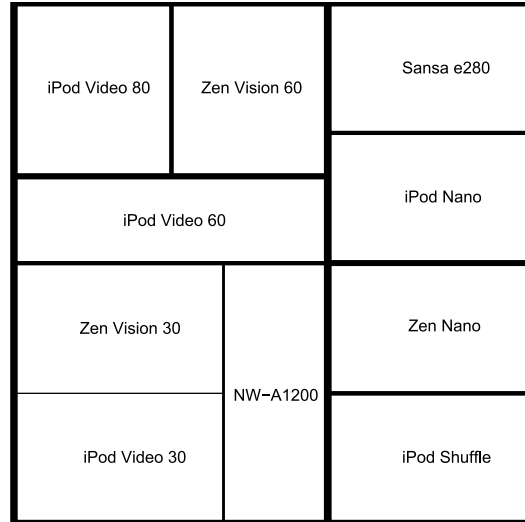 iPod Video 80
Zen Vision 60
Sansa e280
iPod Nano
iPod Video 60
Zen Vision 30
Zen Nano
NW-A1200
iPod Video 30
iPod Shuffle